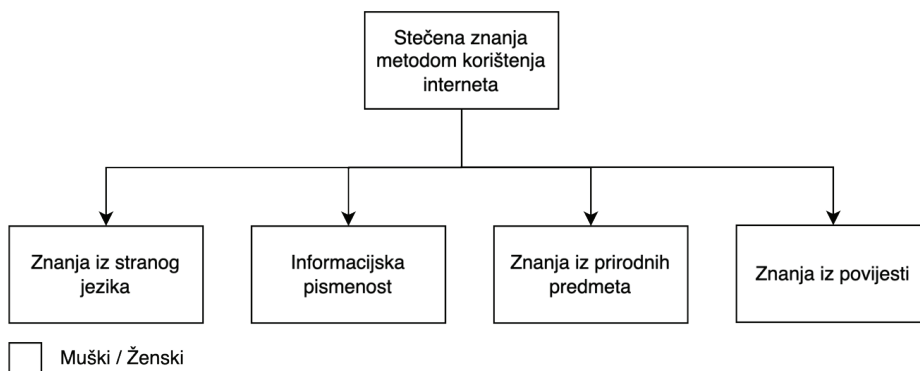 Stečena znanja
metodom korištenja
interneta
Znanja iz stranog
jezika
Informacijska
pismenost
Znanja iz prirodnih
predmeta
Znanja iz povijesti
Muški / Ženski